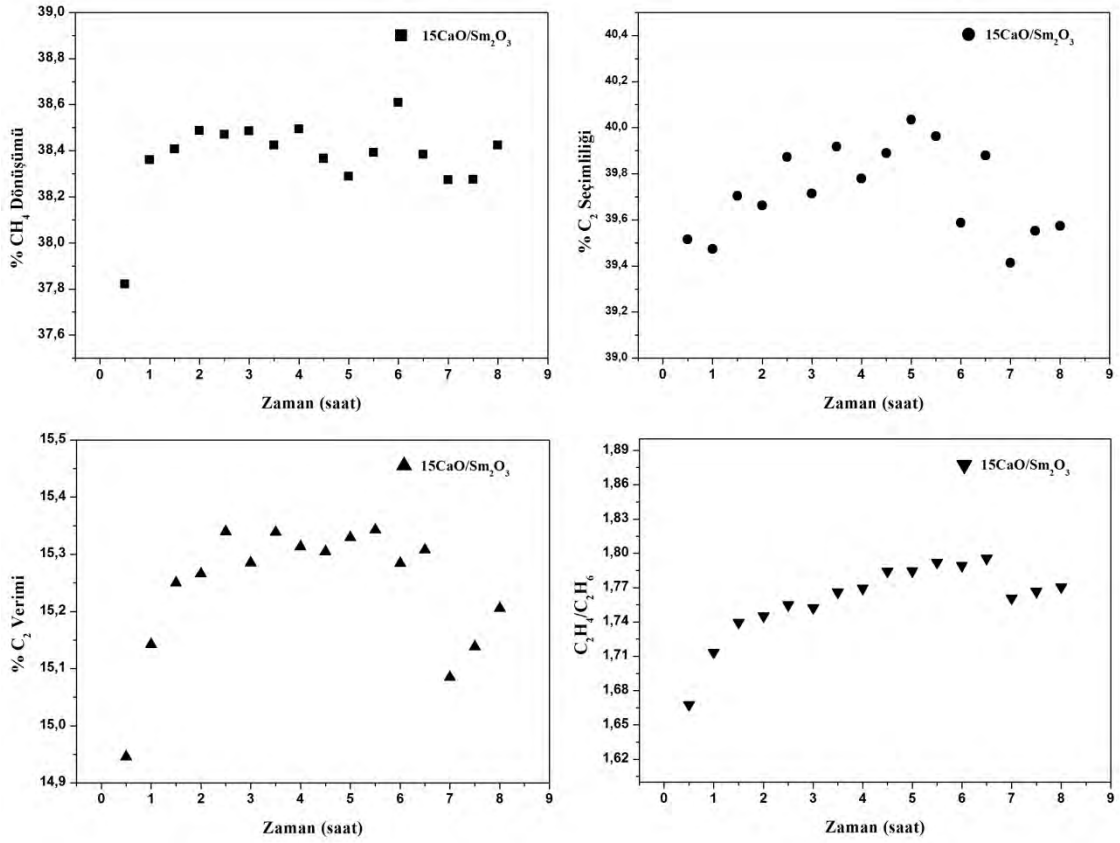 39,0
38,8
38,6
38,4
38,2
38,0
37,8
37,6
% CH₄ Dönüşümü
15CaO/Sm₂O₃
0 1 2 3 4 5 6 7 8 9
Zaman (saat)
40,4
40,2
40,0
39,8
39,6
39,4
39,2
39,0
% C₂ Seçimliliği
15CaO/Sm₂O₃
0 1 2 3 4 5 6 7 8 9
Zaman (saat)
15,5
15,4
15,3
15,2
15,1
15,0
14,9
% C₂ Verimi
15CaO/Sm₂O₃
0 1 2 3 4 5 6 7 8 9
Zaman (saat)
1,89
1,86
1,83
1,80
1,77
1,74
1,71
1,68
1,65
1,62
C₂H₄/C₂H₆
15CaO/Sm₂O₃
0 1 2 3 4 5 6 7 8 9
Zaman (saat)